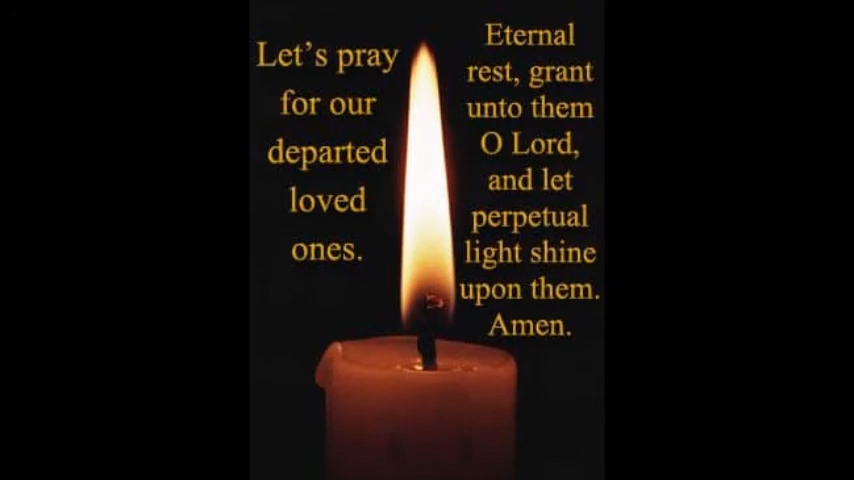 Let's pray
for our
departed
loved
ones.
Eternal
rest, grant
unto them
O Lord,
and let
perpetual
light shine
upon them.
Amen.